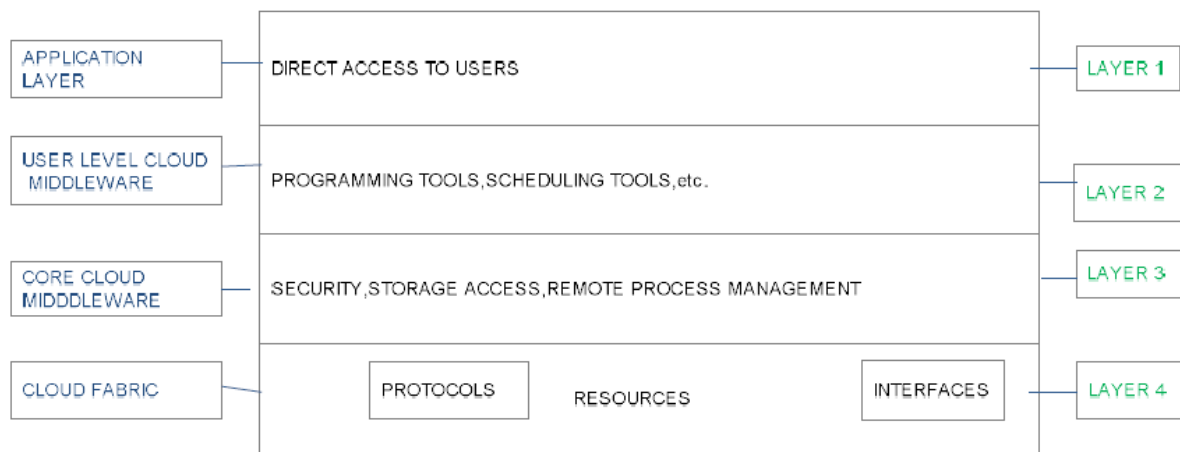 APPLICATION
LAYER
DIRECT ACCESS TO USERS
LAYER 1
USER LEVEL CLOUD
MIDDLEWARE
PROGRAMMING TOOLS,SCHEDULING TOOLS,etc.
LAYER 2
CORE CLOUD
MIDDDLEWARE
SECURITY,STORAGE ACCESS,REMOTE PROCESS MANAGEMENT
LAYER 3
CLOUD FABRIC
PROTOCOLS
RESOURCES
INTERFACES
LAYER 4